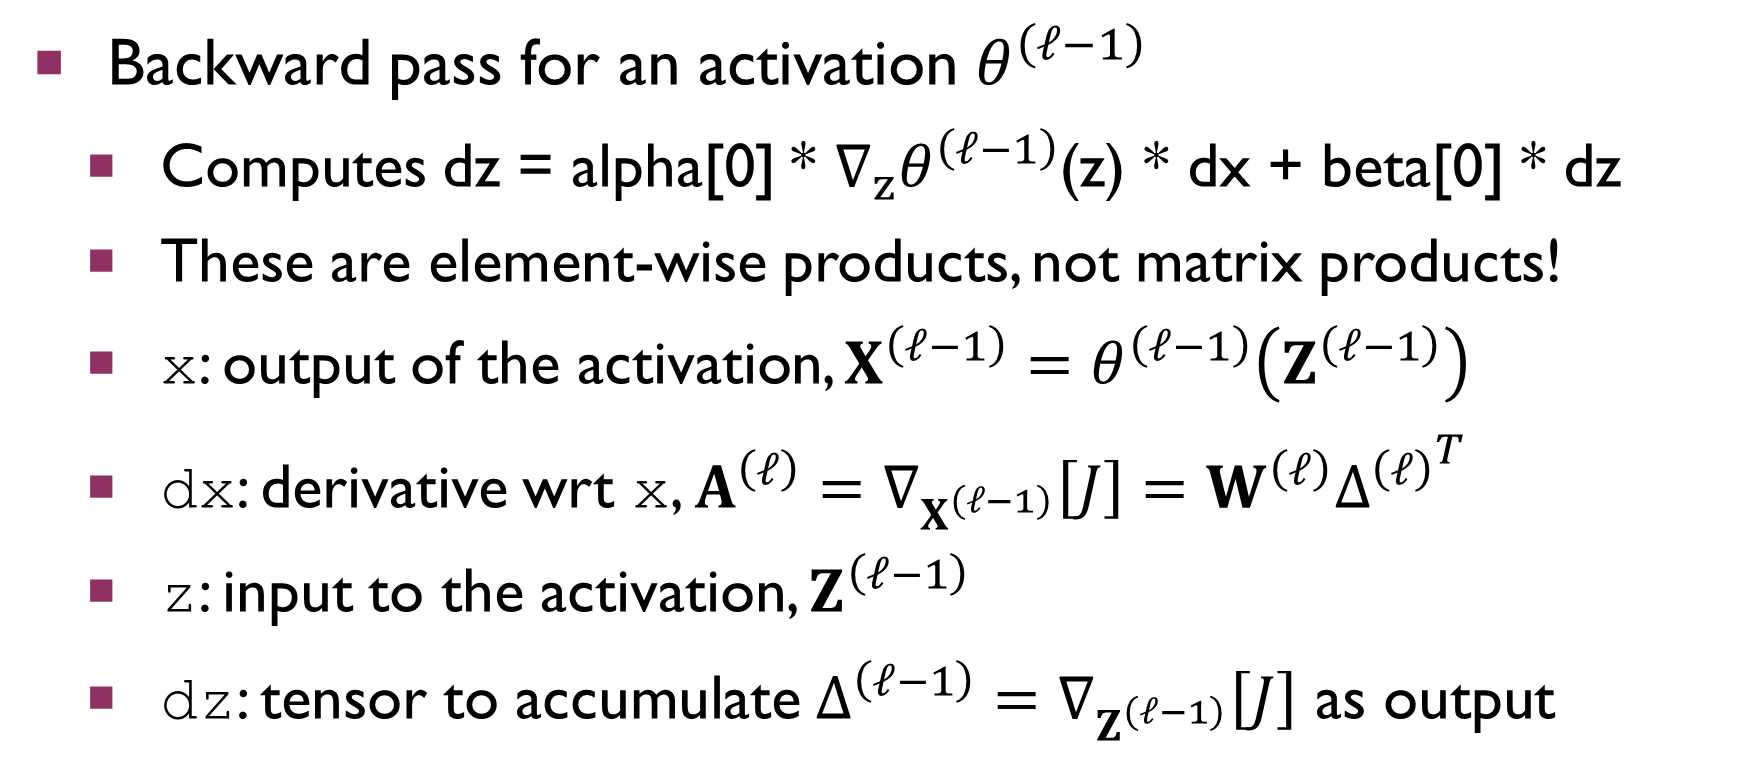 ▪ Backward pass for an activation θ^(ℓ−1)
▪ Computes dz = alpha[0] * ∇_z θ^(ℓ−1)(z) * dx + beta[0] * dz
▪ These are element-wise products, not matrix products!
▪ x: output of the activation, X^(ℓ−1) = θ^(ℓ−1)(Z^(ℓ−1))
▪ dx: derivative wrt x, A^(ℓ) = ∇_X^(ℓ−1) [J] = W^(ℓ) Δ^(ℓ)^T
▪ z: input to the activation, Z^(ℓ−1)
▪ dz: tensor to accumulate Δ^(ℓ−1) = ∇_Z^(ℓ−1) [J] as output